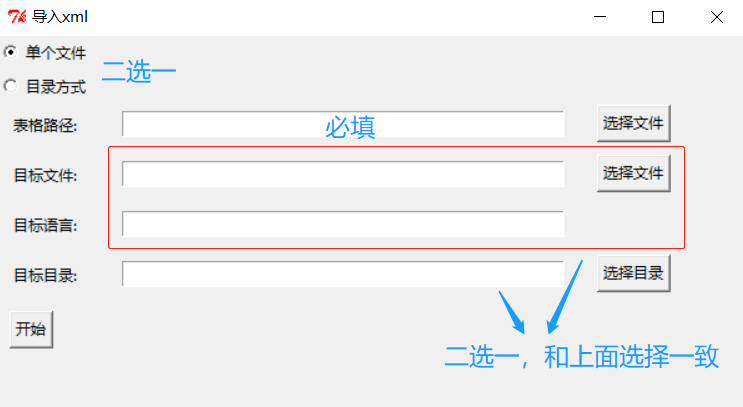 导入xml
单个文件
二选一
目录方式
表格路径:
必填
选择文件
目标文件:
选择文件
目标语言:
目标目录:
选择目录
开始
二选一，和上面选择一致